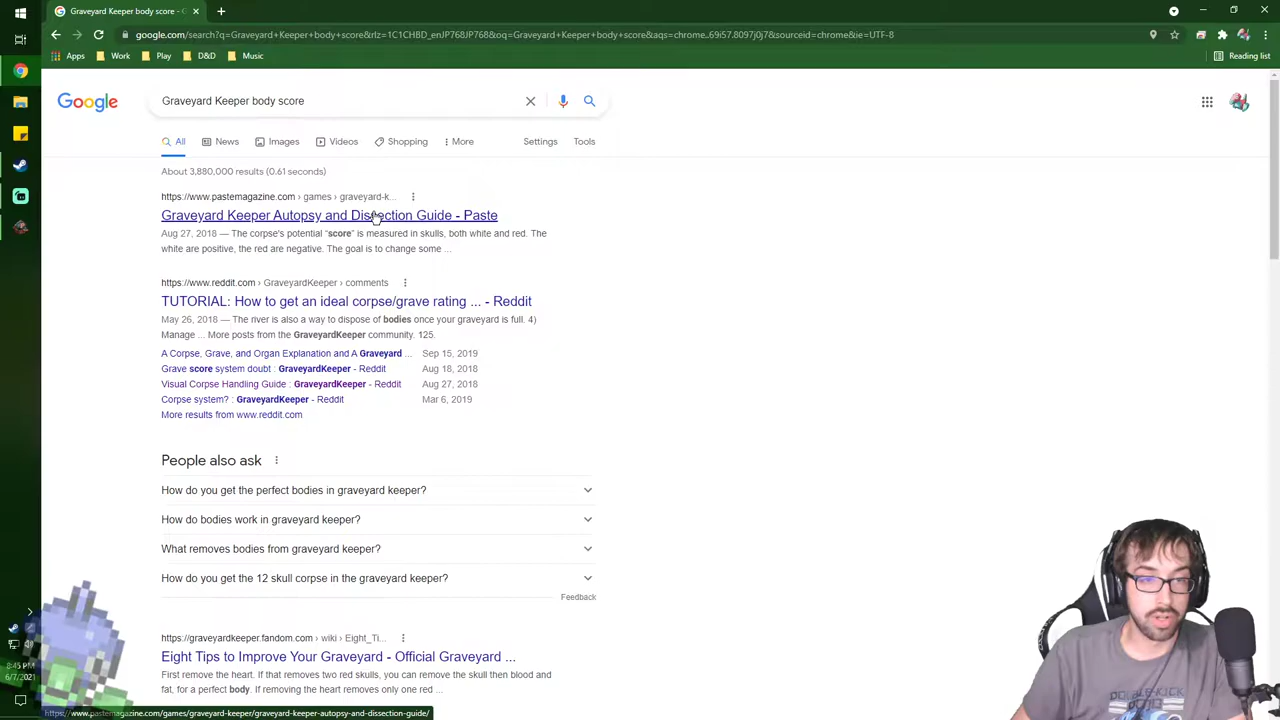 Graveyard Keeper body score -
google.com/search?q=Graveyard+Keeper+body+score&rlz=1C1CHBD_enJP768JP768&oq=Graveyard+Keeper+body+score&aqs=chrome..69i57.8097j0j7&sourceid=chrome&ie=UTF-8
Apps Work Play D&D Music Reading list
Google Graveyard Keeper body score
All News Images Videos Shopping More Settings Tools
About 3,880,000 results (0.61 seconds)
https://www.pastemagazine.com › games › graveyard-k...
Graveyard Keeper Autopsy and Dissection Guide - Paste
Aug 27, 2018 — The corpse's potential “score” is measured in skulls, both white and red. The
white are positive, the red are negative. The goal is to change some ...
https://www.reddit.com › GraveyardKeeper › comments
TUTORIAL: How to get an ideal corpse/grave rating ... - Reddit
May 26, 2018 — The river is also a way to dispose of bodies once your graveyard is full. 4)
Manage ... More posts from the GraveyardKeeper community. 125.
A Corpse, Grave, and Organ Explanation and A Graveyard ... Sep 15, 2019
Grave score system doubt : GraveyardKeeper - Reddit Aug 18, 2018
Visual Corpse Handling Guide : GraveyardKeeper - Reddit Aug 27, 2018
Corpse system? : GraveyardKeeper - Reddit Mar 6, 2019
More results from www.reddit.com
People also ask
How do you get the perfect bodies in graveyard keeper?
How do bodies work in graveyard keeper?
What removes bodies from graveyard keeper?
How do you get the 12 skull corpse in the graveyard keeper?
Feedback
https://graveyardkeeper.fandom.com › wiki › Eight_Ti...
Eight Tips to Improve Your Graveyard - Official Graveyard ...
First remove the heart. If that removes two red skulls, you can remove the skull then blood and
fat, for a perfect body. If removing the heart removes only one red ...
8:45 PM
6/7/2021
https://www.pastemagazine.com/games/graveyard-keeper/graveyard-keeper-autopsy-and-dissection-guide/
DOUBLE-KICK